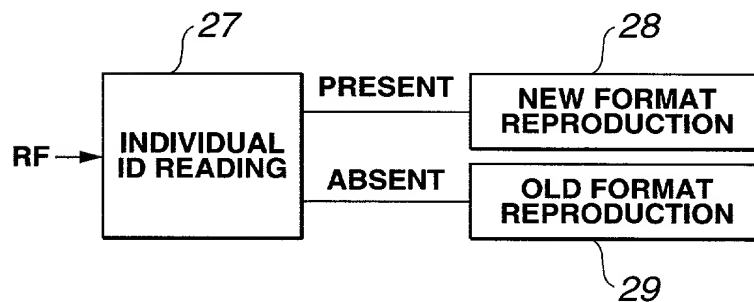 27
28
RF
INDIVIDUAL
ID READING
PRESENT
NEW FORMAT
REPRODUCTION
ABSENT
OLD FORMAT
REPRODUCTION
29